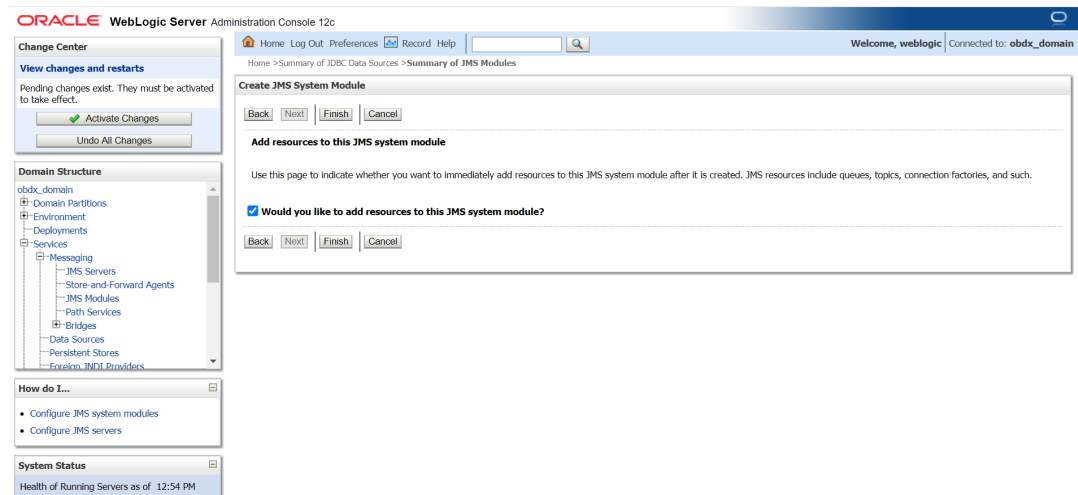 ORACLE WebLogic Server Administration Console 12c
Change Center
View changes and restarts
Pending changes exist. They must be activated
to take effect.
Activate Changes
Undo All Changes
Domain Structure
obdx_domain
Domain Partitions
Environment
Deployments
Services
Messaging
JMS Servers
Store-and-Forward Agents
JMS Modules
Path Services
Bridges
Data Sources
Persistent Stores
Foreign JNDI Providers
How do I...
• Configure JMS system modules
• Configure JMS servers
System Status
Health of Running Servers as of 12:54 PM
Home Log Out Preferences Record Help
Welcome, weblogic Connected to: obdx_domain
Home >Summary of JDBC Data Sources >Summary of JMS Modules
Create JMS System Module
Back Next Finish Cancel
Add resources to this JMS system module
Use this page to indicate whether you want to immediately add resources to this JMS system module after it is created. JMS resources include queues, topics, connection factories, and such.
Would you like to add resources to this JMS system module?
Back Next Finish Cancel